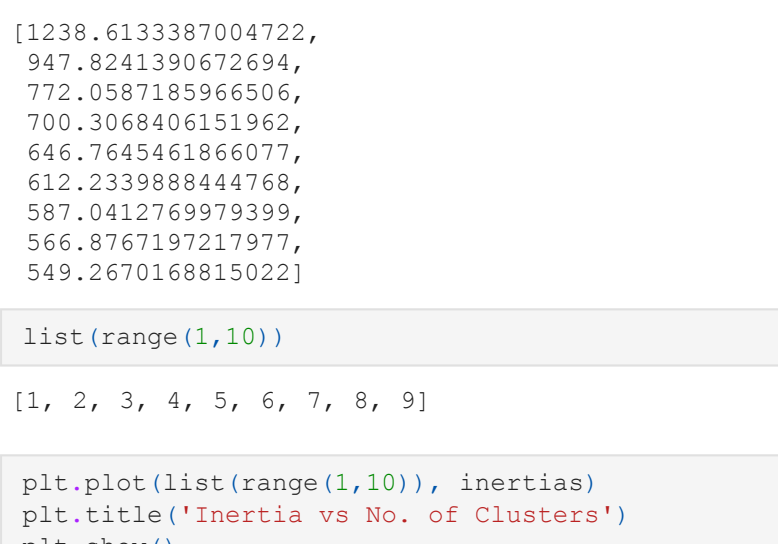 [1238.6133387004722,
947.8241390672694,
772.0587185966506,
700.3068406151962,
646.7645461866077,
612.2339888444768,
587.0412769979399,
566.8767197217977,
549.2670168815022]
list(range(1,10))
[1, 2, 3, 4, 5, 6, 7, 8, 9]
plt.plot(list(range(1,10)), inertias)
plt.title('Inertia vs No. of Clusters')
plt.show()